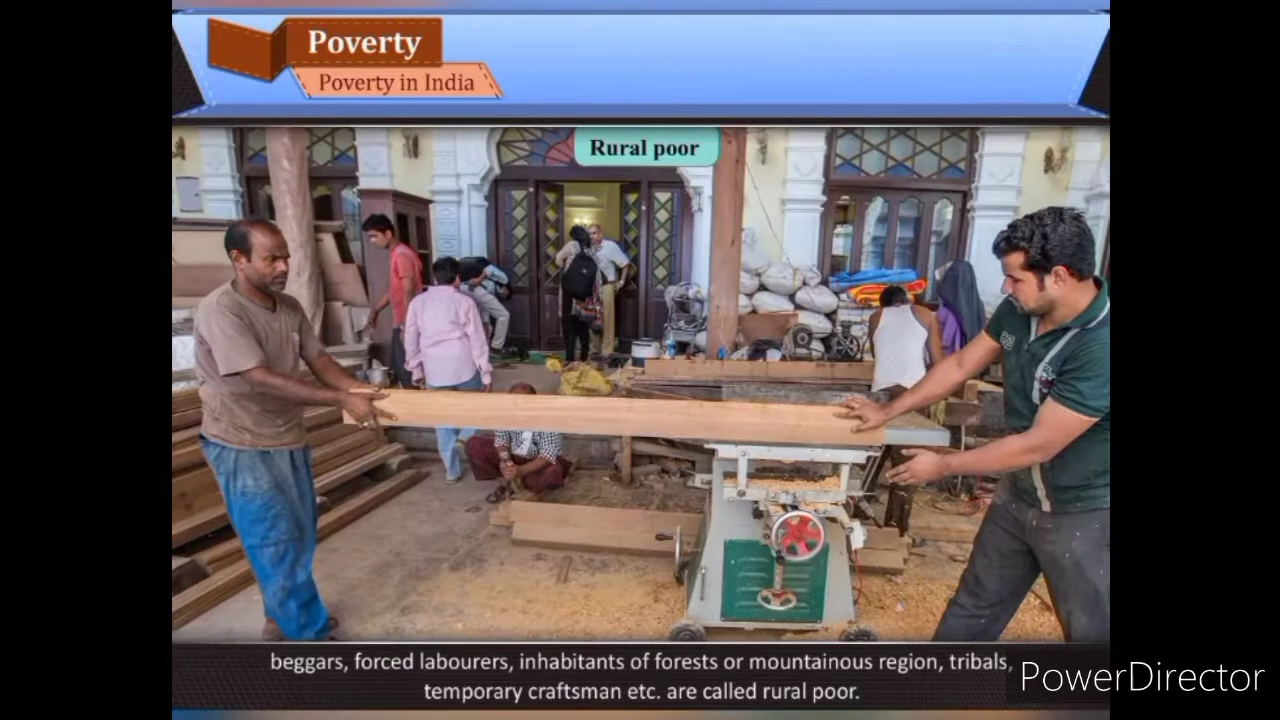 Poverty
Poverty in India
Rural poor
beggars, forced labourers, inhabitants of forests or mountainous region, tribals,
temporary craftsman etc. are called rural poor.
PowerDirector